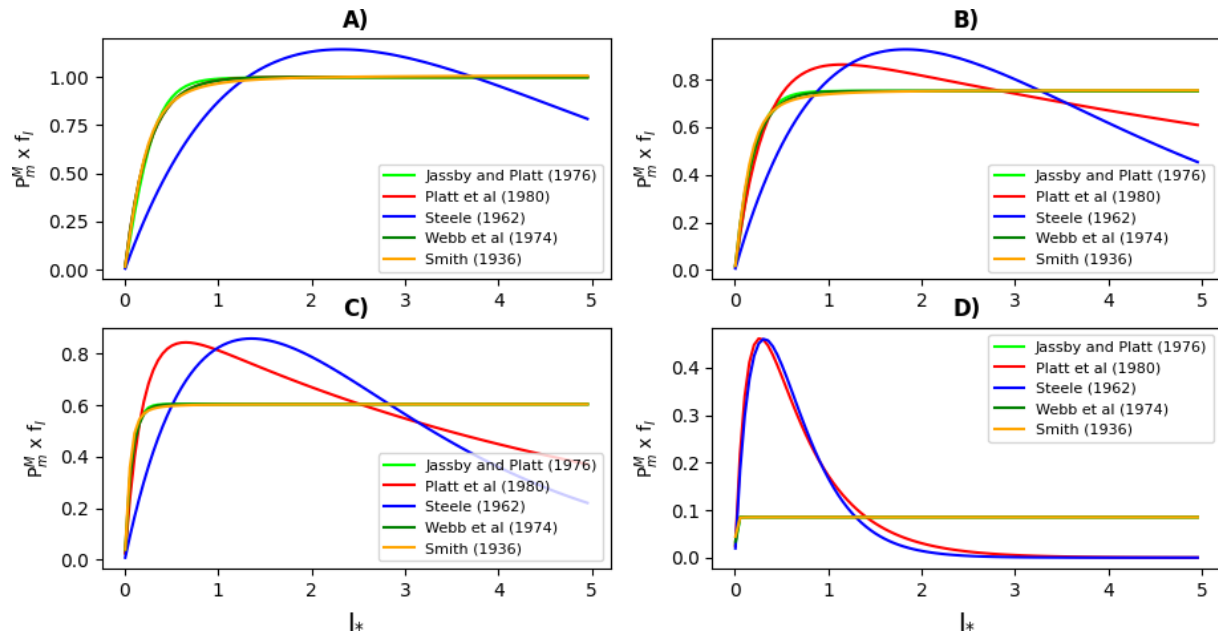 A)
P_m^M x f_I
1.00
0.75
0.50
0.25
0.00
Jassby and Platt (1976)
Platt et al (1980)
Steele (1962)
Webb et al (1974)
Smith (1936)
0 1 2 3 4 5
B)
P_m^M x f_I
0.8
0.6
0.4
0.2
0.0
Jassby and Platt (1976)
Platt et al (1980)
Steele (1962)
Webb et al (1974)
Smith (1936)
0 1 2 3 4 5
C)
P_m^M x f_I
0.8
0.6
0.4
0.2
0.0
Jassby and Platt (1976)
Platt et al (1980)
Steele (1962)
Webb et al (1974)
Smith (1936)
0 1 2 3 4 5
I_*
D)
P_m^M x f_I
0.4
0.3
0.2
0.1
0.0
Jassby and Platt (1976)
Platt et al (1980)
Steele (1962)
Webb et al (1974)
Smith (1936)
0 1 2 3 4 5
I_*